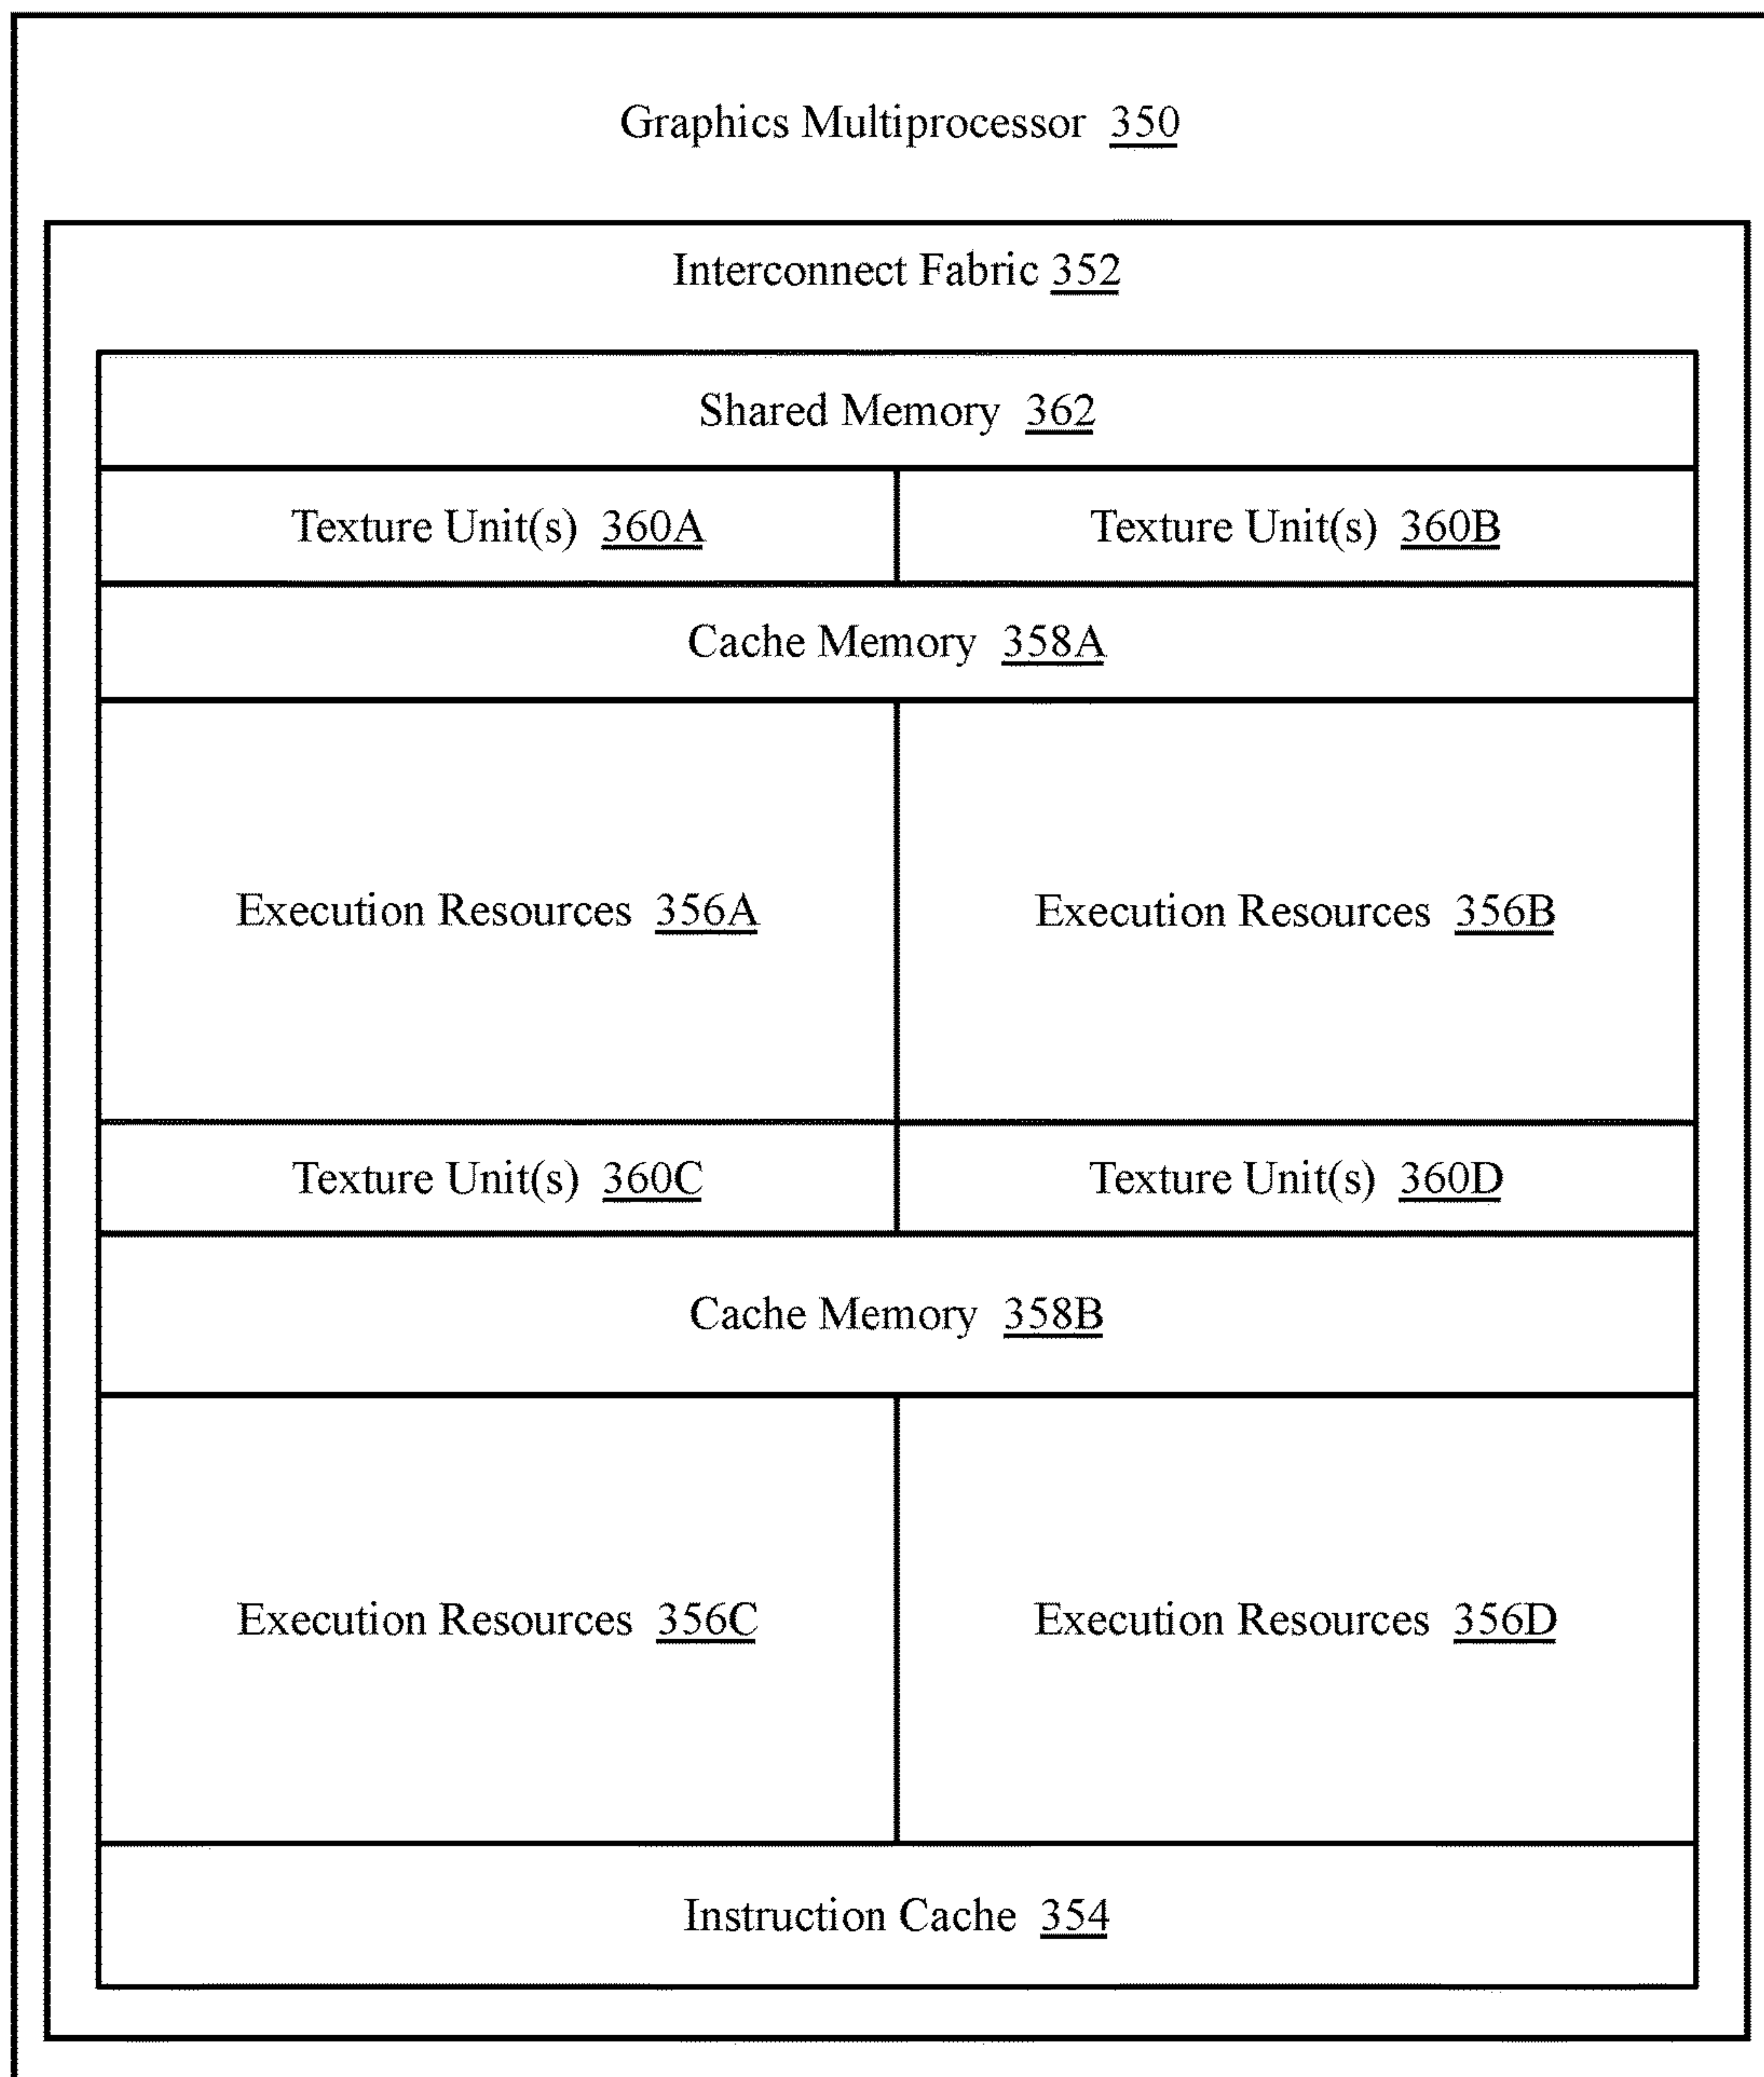 Graphics Multiprocessor 350
Interconnect Fabric 352
Shared Memory 362
Texture Unit(s) 360A
Texture Unit(s) 360B
Cache Memory 358A
Execution Resources 356A
Execution Resources 356B
Texture Unit(s) 360C
Texture Unit(s) 360D
Cache Memory 358B
Execution Resources 356C
Execution Resources 356D
Instruction Cache 354